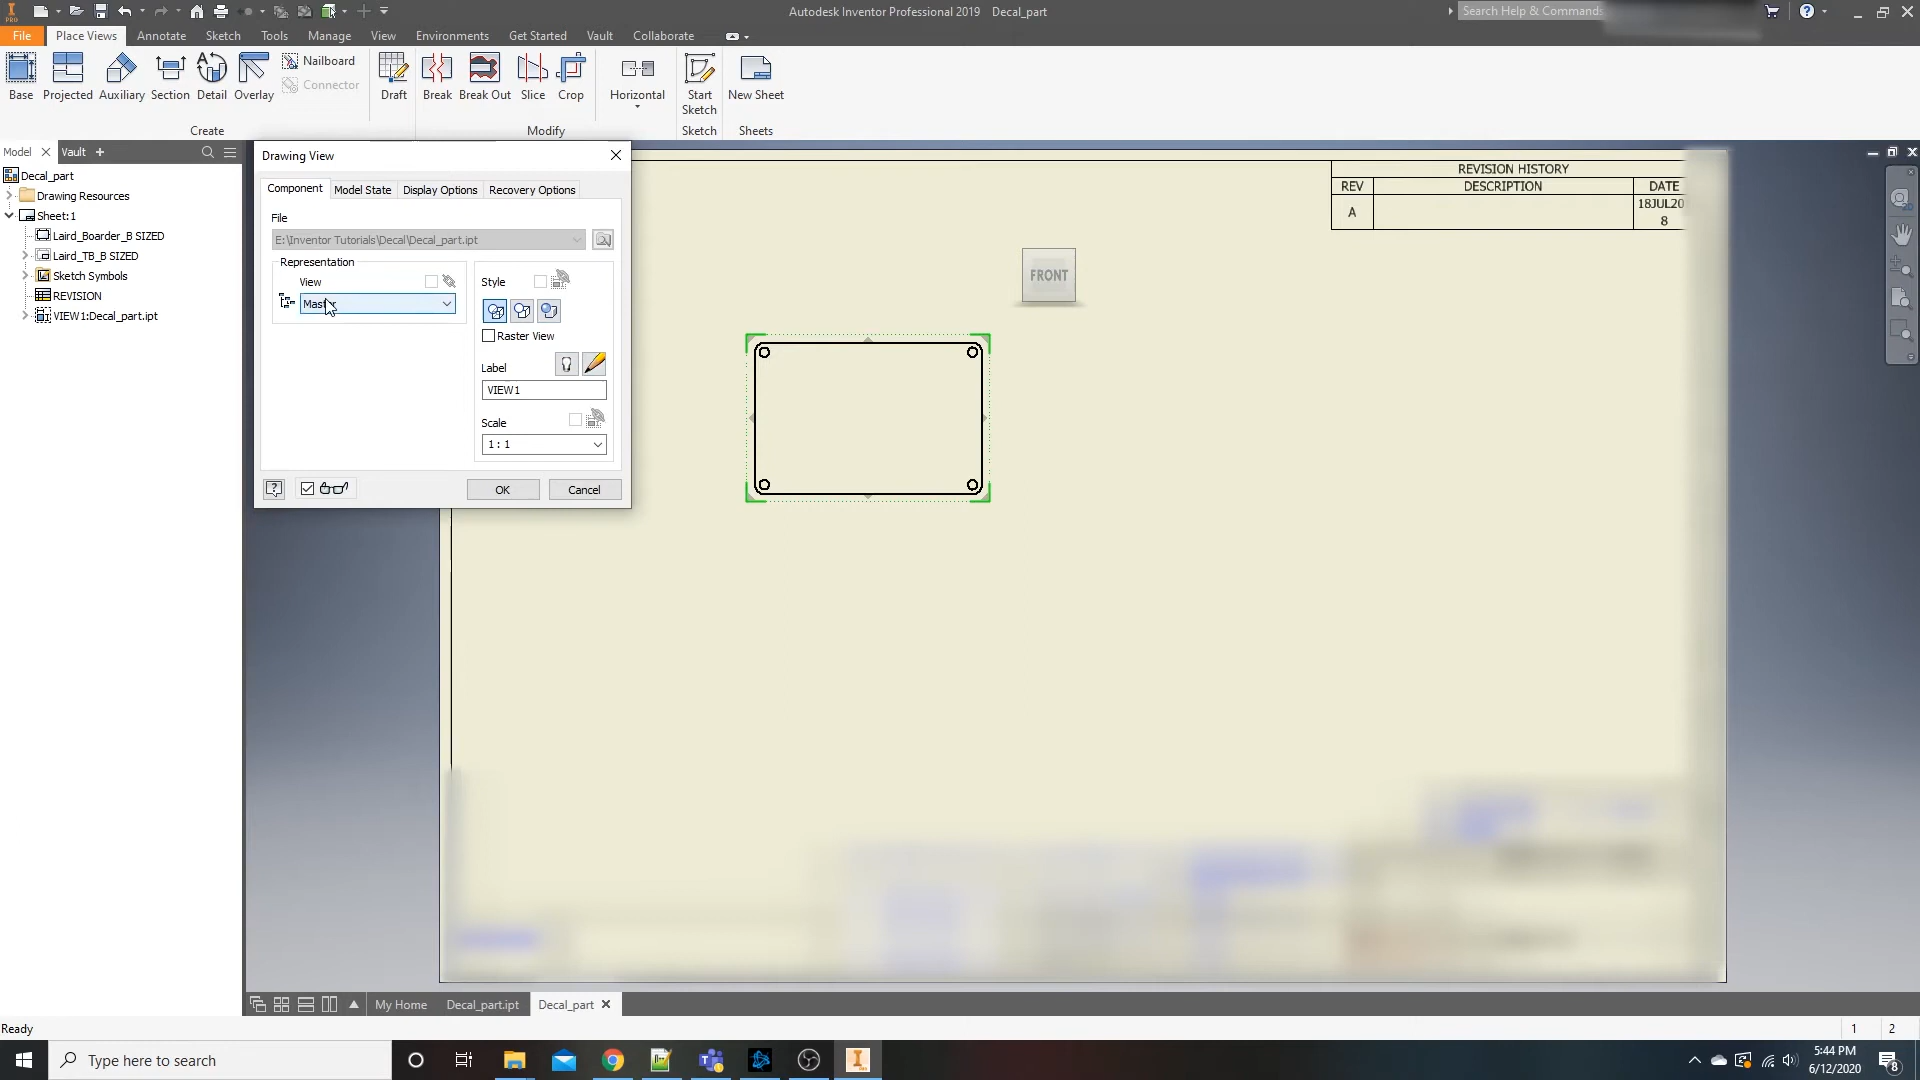 Autodesk Inventor Professional 2019 Decal_part
Search Help & Commands
PRO
File Place Views Annotate Sketch Tools Manage View Environments Get Started Vault Collaborate
Base Projected Auxiliary Section Detail Overlay Nailboard Connector Draft Break Break Out Slice Crop Horizontal Start Sketch New Sheet
Create Modify Sketch Sheets
Model Vault
Decal_part
Drawing Resources
Sheet:1
Laird_Boarder_B SIZED
Laird_TB_B SIZED
Sketch Symbols
REVISION
VIEW1:Decal_part.ipt
Drawing View
Component Model State Display Options Recovery Options
File
E:\Inventor Tutorials\Decal\Decal_part.ipt
Representation
View
Style
Raster View
Label
VIEW1
Scale
1 : 1
OK Cancel
REVISION HISTORY
REV DESCRIPTION DATE
A
FRONT
My Home Decal_part.ipt Decal_part
Ready
1 2
Type here to search
5:44 PM
6/12/2020
8